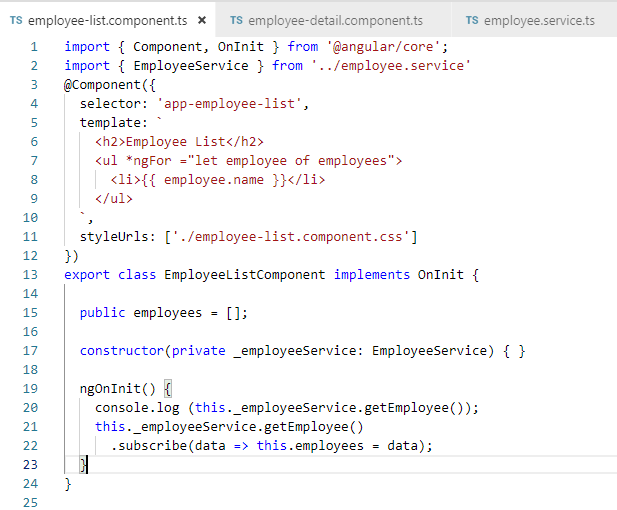 TS employee-list.component.ts × TS employee-detail.component.ts TS employee.service.ts
1 import { Component, OnInit } from '@angular/core';
2 import { EmployeeService } from '../employee.service'
3 @Component({
4   selector: 'app-employee-list',
5   template: `
6     <h2>Employee List</h2>
7     <ul *ngFor ="let employee of employees">
8       <li>{{ employee.name }}</li>
9     </ul>
10   `,
11   styleUrls: ['./employee-list.component.css']
12 })
13 export class EmployeeListComponent implements OnInit {
14
15   public employees = [];
16
17   constructor(private _employeeService: EmployeeService) { }
18
19   ngOnInit() {
20     console.log (this._employeeService.getEmployee());
21     this._employeeService.getEmployee()
22       .subscribe(data => this.employees = data);
23   }
24 }
25